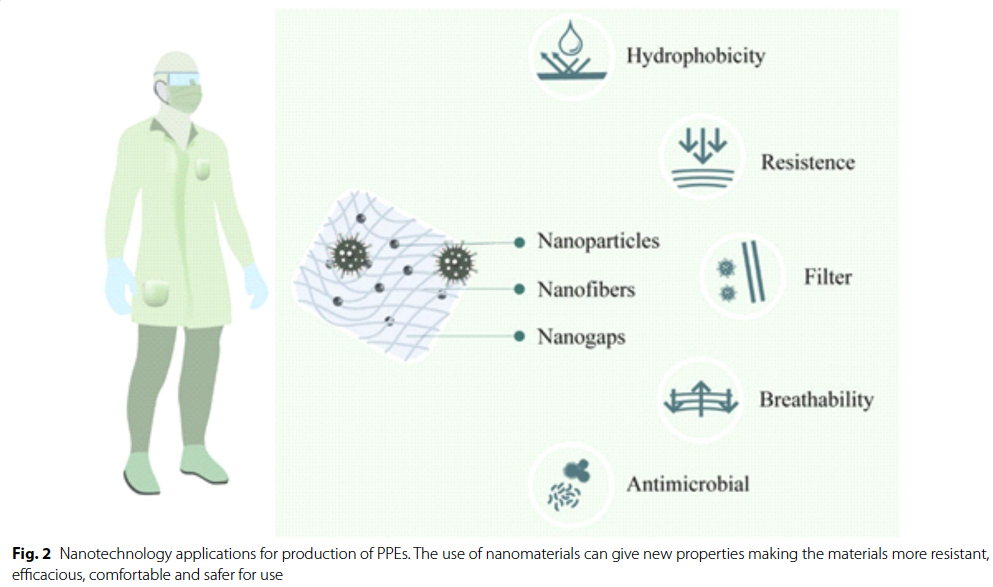 Hydrophobicity
Resistence
Nanoparticles
Nanofibers
Nanogaps
Filter
Breathability
Antimicrobial
Fig. 2 Nanotechnology applications for production of PPEs. The use of nanomaterials can give new properties making the materials more resistant,
efficacious, comfortable and safer for use